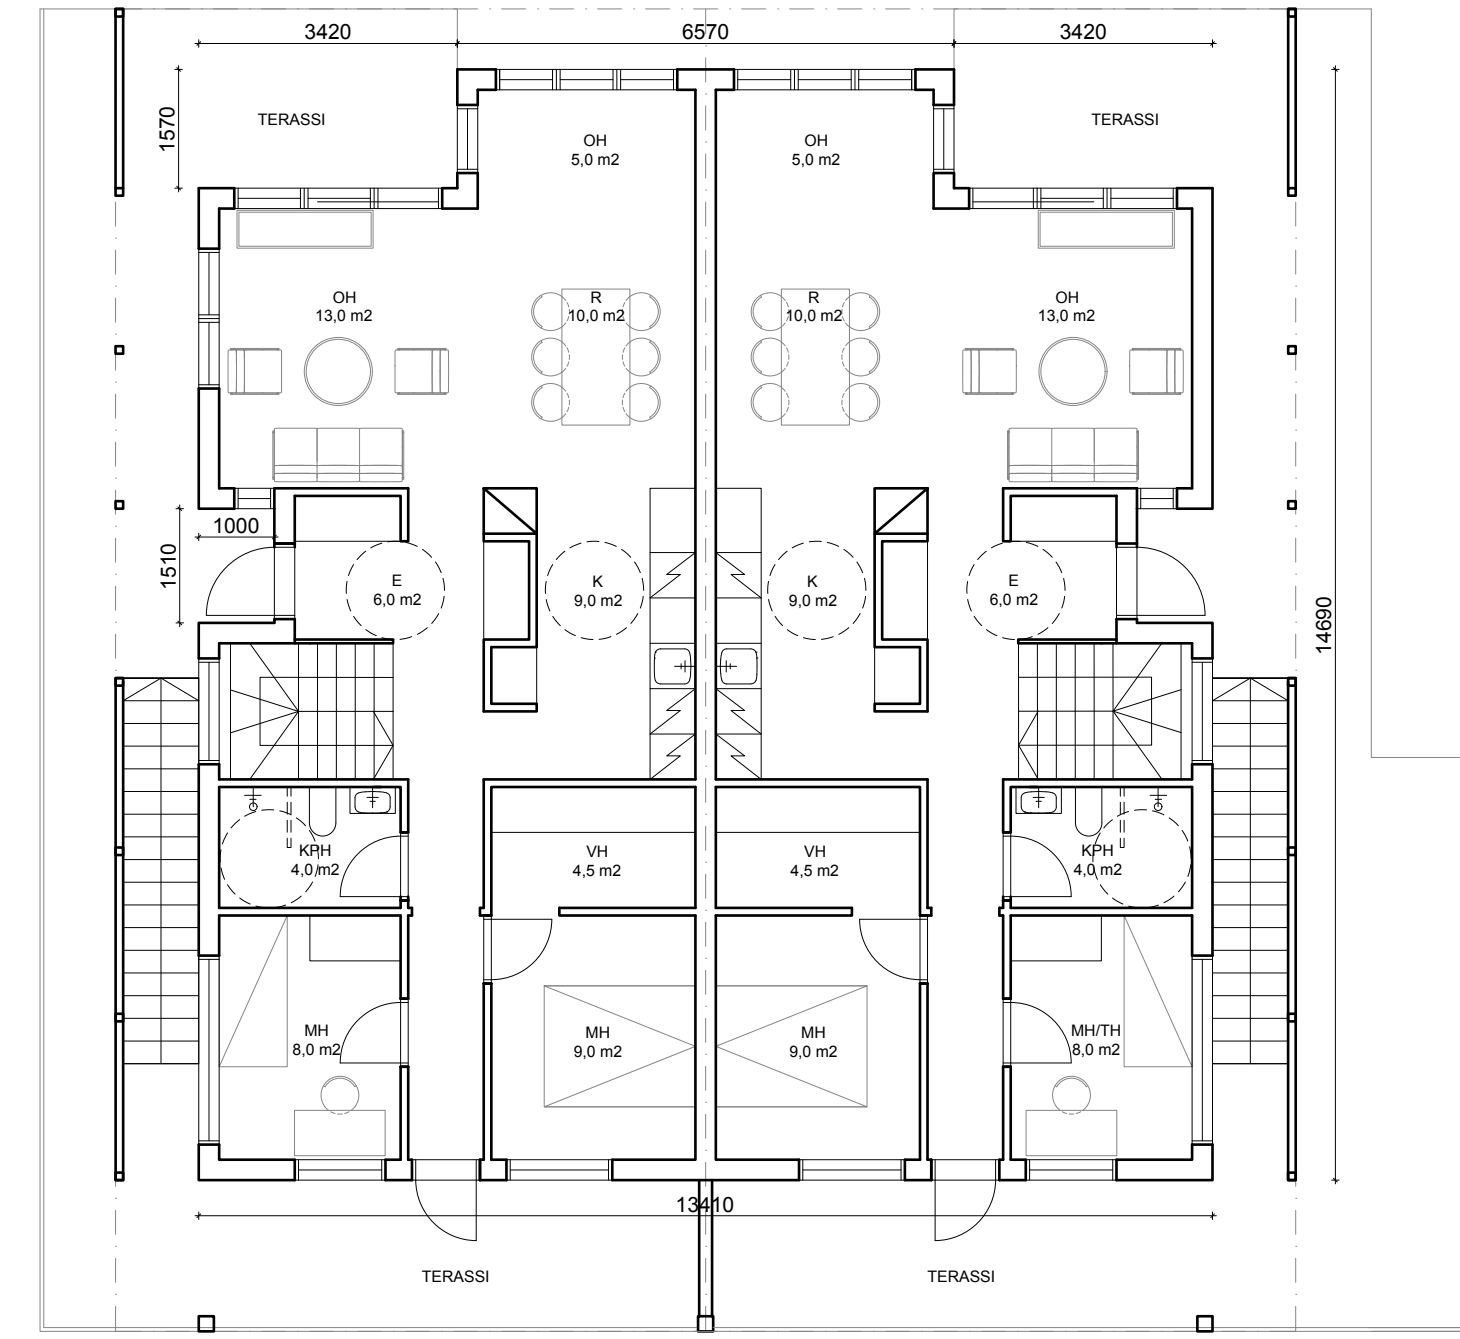 3420
6570
3420
1570
TERASSI
TERASSI
OH
5,0 m2
OH
5,0 m2
OH
13,0 m2
R
10,0 m2
R
10,0 m2
OH
13,0 m2
1000
1510
E
6,0 m2
K
9,0 m2
K
9,0 m2
E
6,0 m2
14690
KPH
4,0 m2
VH
4,5 m2
VH
4,5 m2
KPH
4,0 m2
MH
8,0 m2
MH
9,0 m2
MH
9,0 m2
MH/TH
8,0 m2
13410
TERASSI
TERASSI